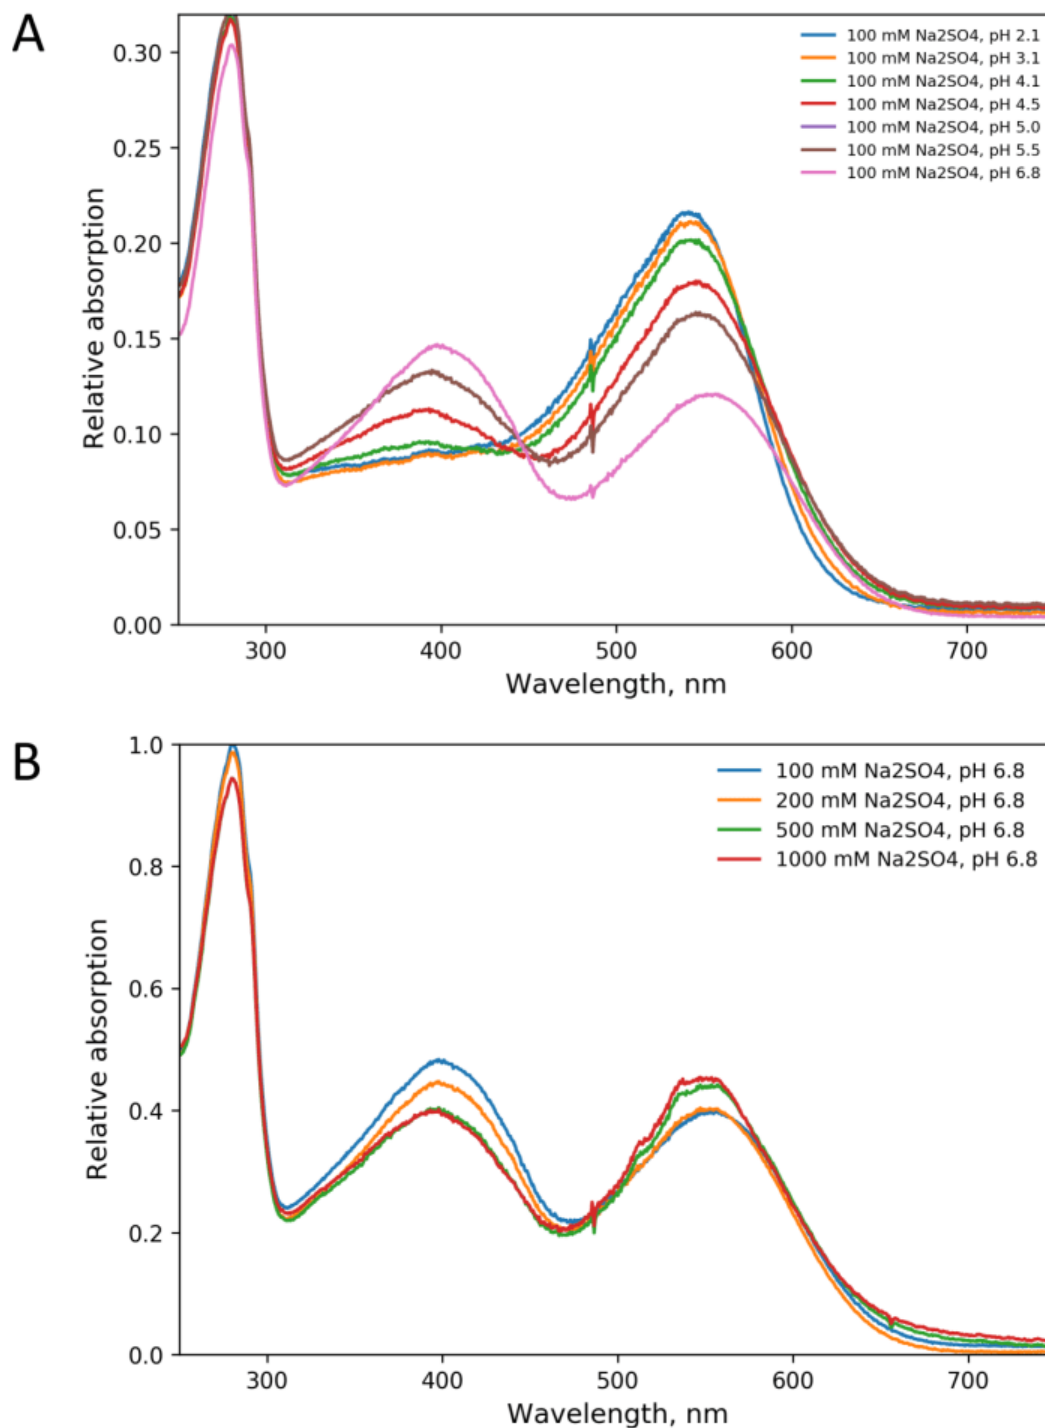 A
0.30
0.25
0.20
0.15
0.10
0.05
0.00
Relative absorption
100 mM Na2SO4, pH 2.1
100 mM Na2SO4, pH 3.1
100 mM Na2SO4, pH 4.1
100 mM Na2SO4, pH 4.5
100 mM Na2SO4, pH 5.0
100 mM Na2SO4, pH 5.5
100 mM Na2SO4, pH 6.8
300 400 500 600 700
Wavelength, nm
B
1.0
0.8
0.6
0.4
0.2
0.0
Relative absorption
100 mM Na2SO4, pH 6.8
200 mM Na2SO4, pH 6.8
500 mM Na2SO4, pH 6.8
1000 mM Na2SO4, pH 6.8
300 400 500 600 700
Wavelength, nm